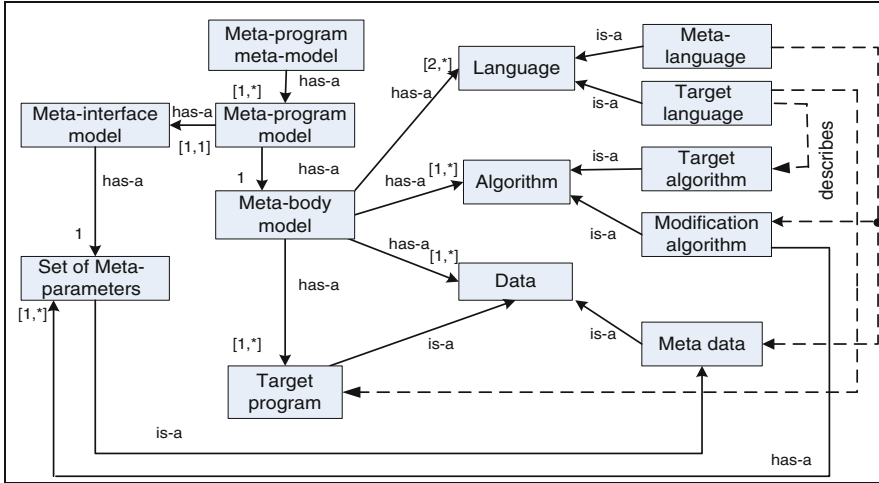 Meta-program
meta-model
has-a
[1,*]
Meta-interface
model
has-a
[1,1]
Meta-program
model
has-a
1
has-a
1
Meta-body
model
Set of Meta-
parameters
[1,*]
has-a
[1,*]
Target
program
is-a
[2,*]
has-a
Language
is-a
Meta-
language
is-a
Target
language
describes
has-a
[1,*]
Algorithm
is-a
Target
algorithm
is-a
Modification
algorithm
has-a
[1,*]
Data
is-a
is-a
Meta data
has-a